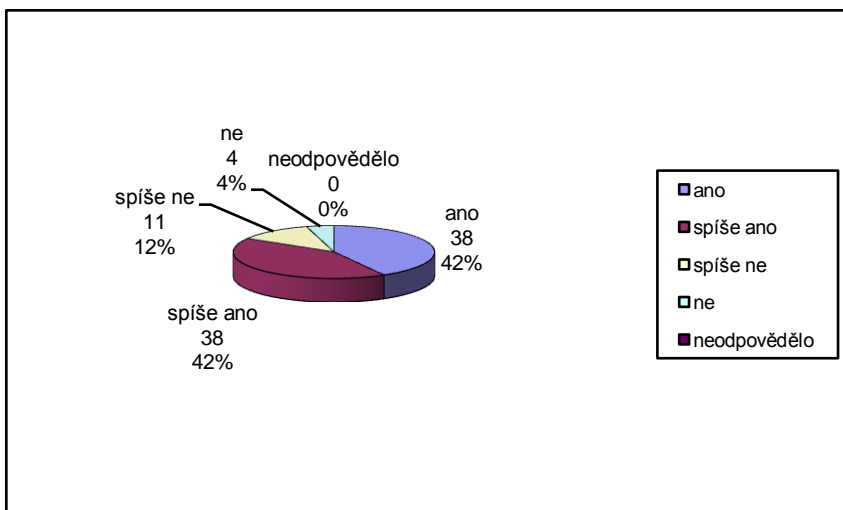 ne
4
4%
neodpovědělo
0
0%
spíše ne
11
12%
ano
38
42%
spíše ano
38
42%
ano
spíše ano
spíše ne
ne
neodpovědělo